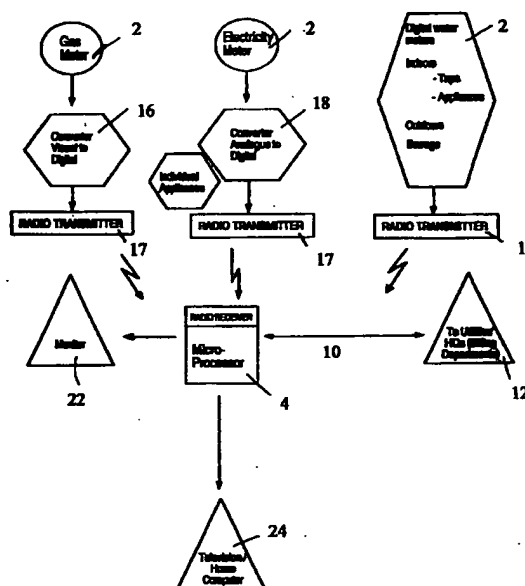 Gas
Meter
2
Electricity
Meter
2
Digital water
meters
Indoors
- Taps
- Appliances
Outdoors
Sewage
2
16
Converter
Visual to
Digital
18
Converter
Analogue to
Digital
Individual
Appliances
RADIO TRANSMITTER
17
RADIO TRANSMITTER
17
RADIO TRANSMITTER
1
Monitor
22
RADIO RECEIVER
Micro-
Processor
4
10
To Utilities'
HQs (Billing
Departments)
12
24
Television/
Home
Computer